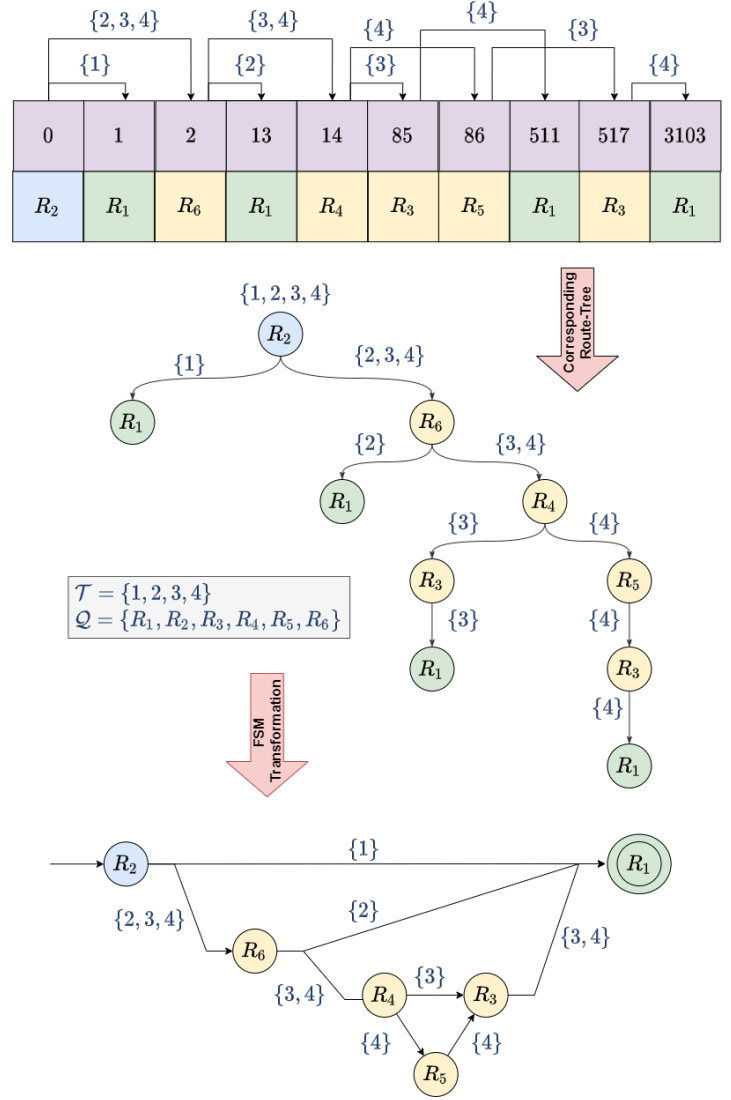 {4}
{2, 3, 4} {3, 4} {4} {3}
{1} {2} {3} {4}
0 1 2 13 14 85 86 511 517 3103
R₂ R₁ R₆ R₁ R₄ R₃ R₅ R₁ R₃ R₁
Corresponding
Route-Tree
{1, 2, 3, 4}
R₂
{1} {2, 3, 4}
R₁ R₆
{2} {3, 4}
R₁ R₄
{3} {4}
R₃ R₅
𝒯 = {1, 2, 3, 4}
𝒬 = {R₁, R₂, R₃, R₄, R₅, R₆}
{3} {4}
R₁ R₃
{4}
R₁
FSM
Transformation
{1}
R₂ R₁
{2, 3, 4} {2}
R₆ {3, 4}
{3, 4} R₄ {3} R₃
{4} {4}
R₅